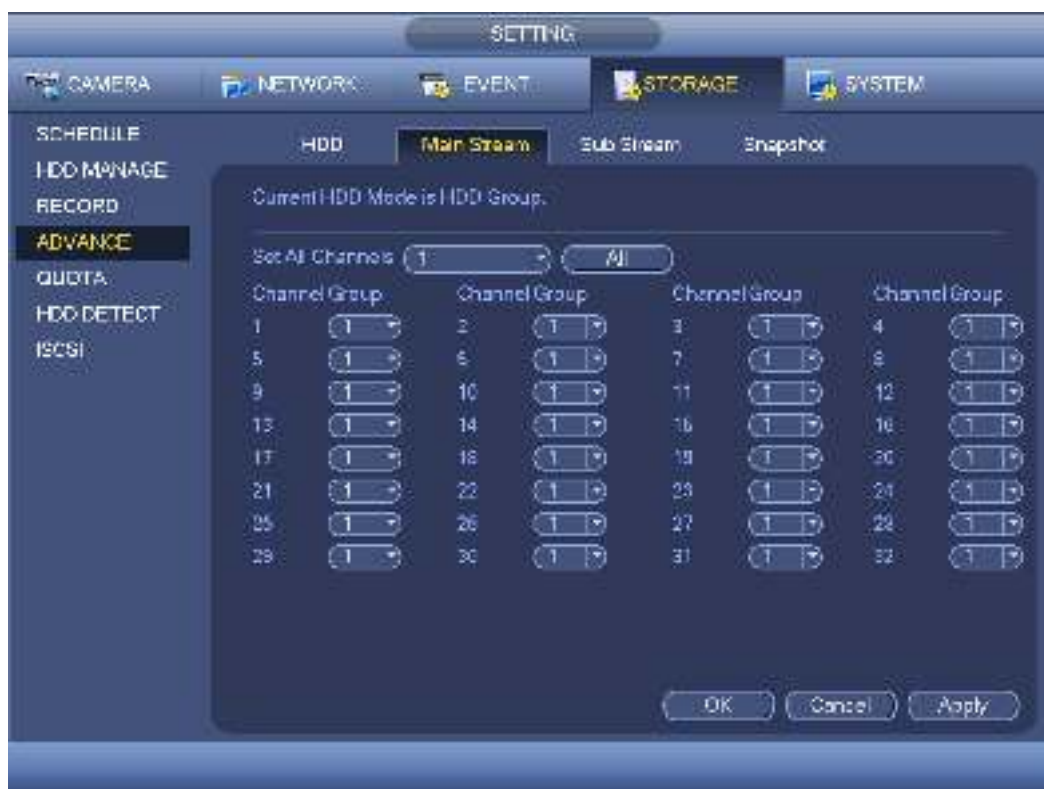 SETTING
CAMERA NETWORK EVENT STORAGE SYSTEM
SCHEDULE
HDD MANAGE
RECORD
ADVANCE
QUOTA
HDD DETECT
ISCSI
HDD Main Stream Sub Stream Snapshot
Current HDD Mode is HDD Group.
Set All Channels 1 All
Channel Group Channel Group Channel Group Channel Group
1 1 2 1 3 1 4 1
5 1 6 1 7 1 8 1
9 1 10 1 11 1 12 1
13 1 14 1 15 1 16 1
17 1 18 1 19 1 20 1
21 1 22 1 23 1 24 1
25 1 26 1 27 1 28 1
29 1 30 1 31 1 32 1
OK Cancel Apply